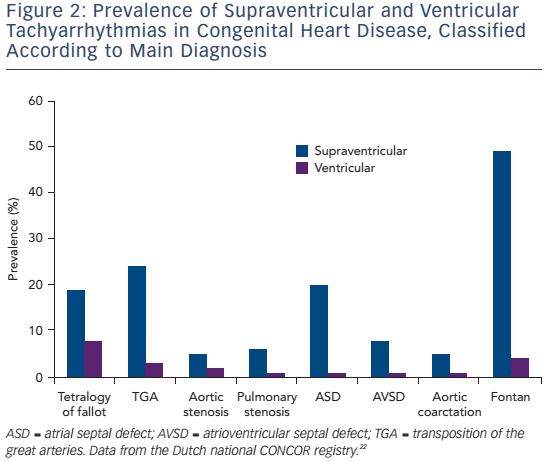 Figure 2: Prevalence of Supraventricular and Ventricular
Tachyarrhythmias in Congenital Heart Disease, Classified
According to Main Diagnosis
60
50
40
30
20
10
0
Prevalence (%)
Supraventricular
Ventricular
Tetralogy
of fallot
TGA
Aortic
stenosis
Pulmonary
stenosis
ASD
AVSD
Aortic
coarctation
Fontan
ASD = atrial septal defect; AVSD = atrioventricular septal defect; TGA = transposition of the
great arteries. Data from the Dutch national CONCOR registry.²²